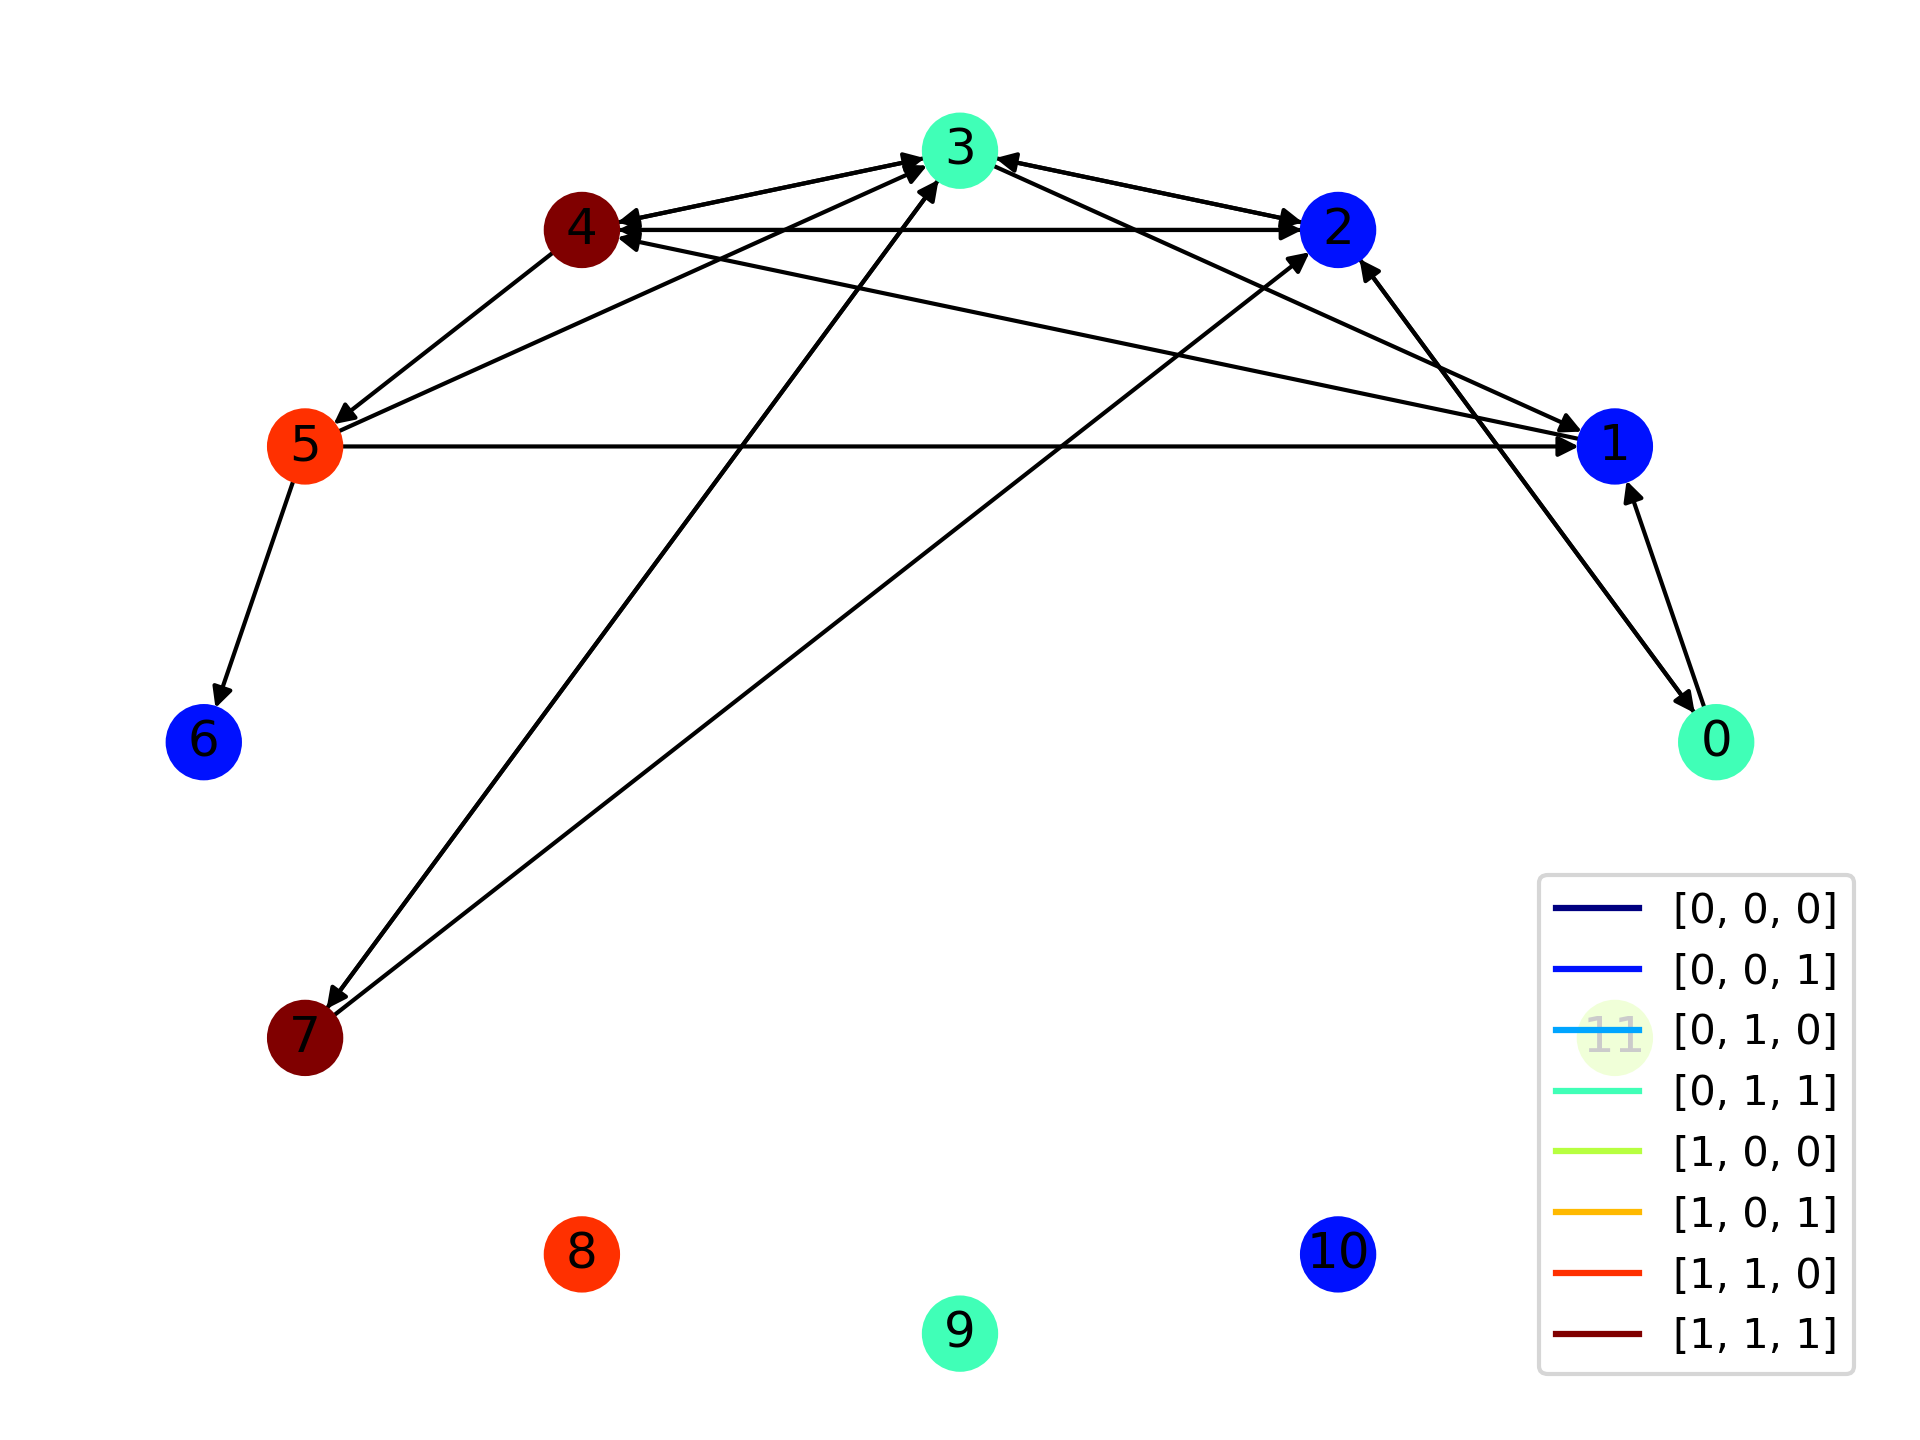 3
4
2
5
1
6
0
[0, 0, 0]
[0, 0, 1]
7
11
[0, 1, 0]
[0, 1, 1]
[1, 0, 0]
8
10
[1, 0, 1]
[1, 1, 0]
9
[1, 1, 1]